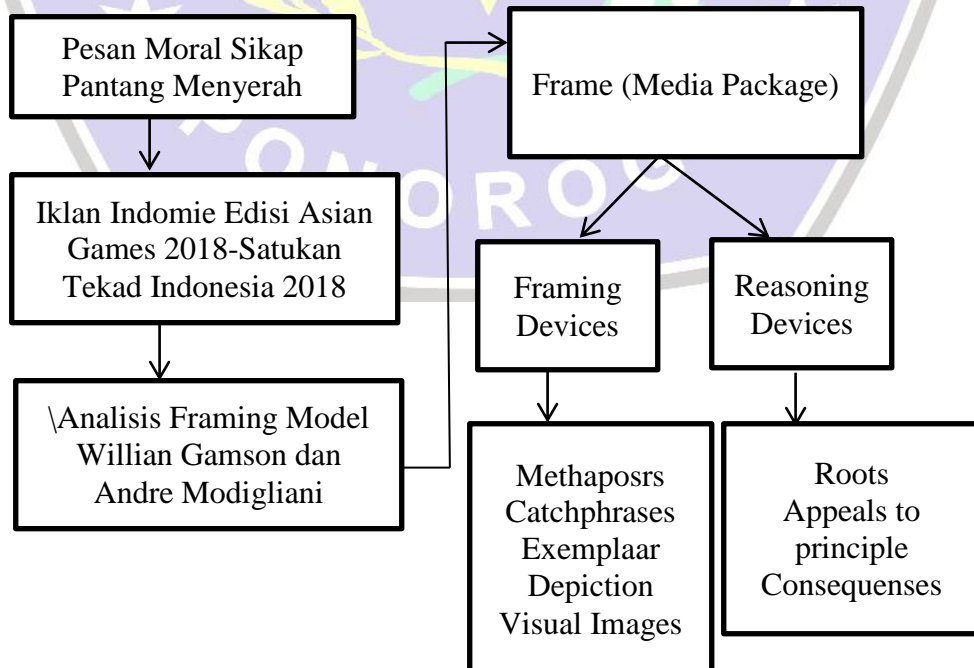 Pesan Moral Sikap
Pantang Menyerah
Iklan Indomie Edisi Asian
Games 2018-Satukan
Tekad Indonesia 2018
\Analisis Framing Model
Willian Gamson dan
Andre Modigliani
Frame (Media Package)
Framing
Devices
Reasoning
Devices
Methaposrs
Catchphrases
Exemplaar
Depiction
Visual Images
Roots
Appeals to
principle
Consequenses
PONOROGO